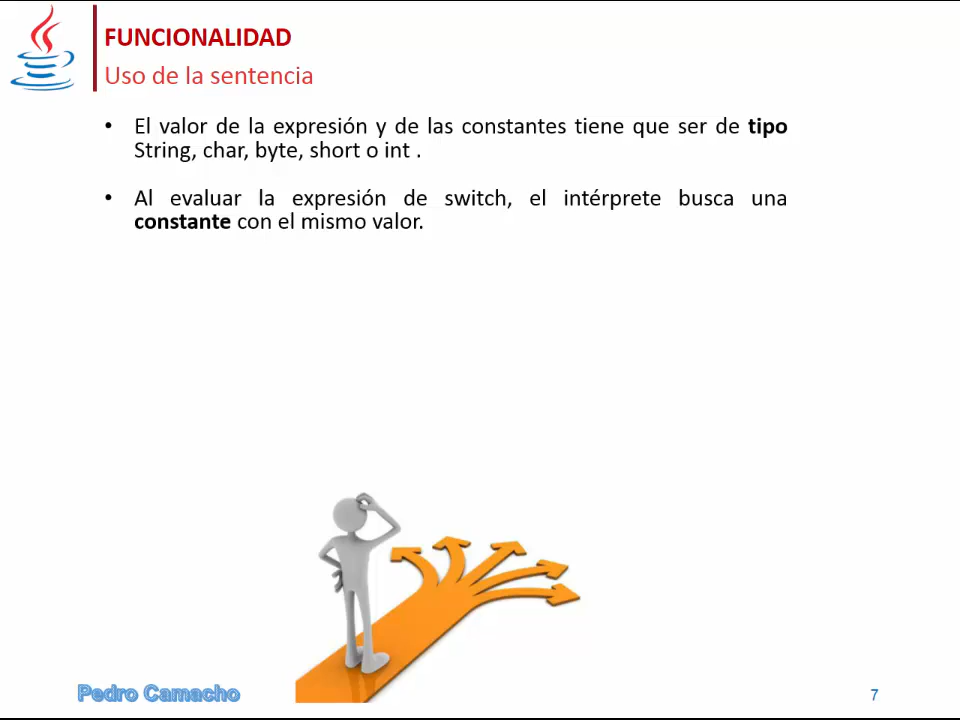 FUNCIONALIDAD
Uso de la sentencia
• El valor de la expresión y de las constantes tiene que ser de tipo
String, char, byte, short o int .
• Al evaluar la expresión de switch, el intérprete busca una
constante con el mismo valor.
Pedro Camacho
7